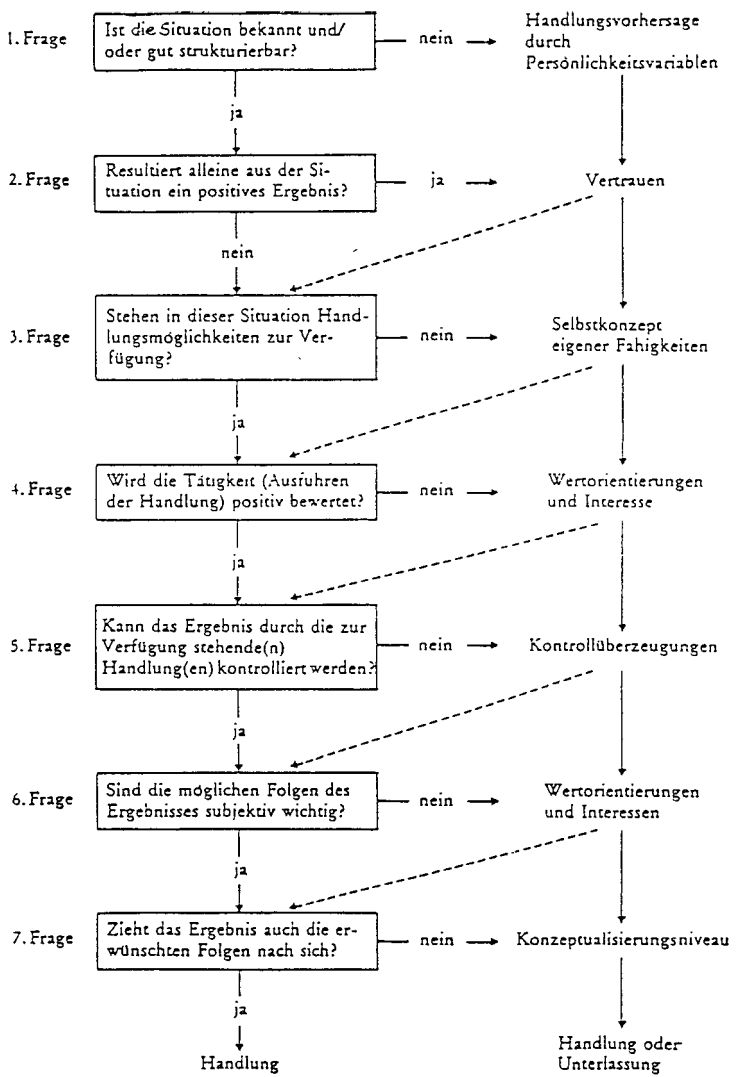 1. Frage
Ist die Situation bekannt und/
oder gut strukturierbar?
nein
Handlungsvorhersage
durch
Persönlichkeitsvariablen
ja
2. Frage
Resultiert alleine aus der Si-
tuation ein positives Ergebnis?
ja
Vertrauen
nein
3. Frage
Stehen in dieser Situation Hand-
lungsmöglichkeiten zur Ver-
fügung?
nein
Selbstkonzept
eigener Fahigkeiten
ja
4. Frage
Wird die Tätigkeit (Ausfuhren
der Handlung) positiv bewertet?
nein
Wertorientierungen
und Interesse
ja
5. Frage
Kann das Ergebnis durch die zur
Verfügung stehende(n)
Handlung(en) kontrolliert werden?
nein
Kontrollüberzeugungen
ja
6. Frage
Sind die möglichen Folgen des
Ergebnisses subjektiv wichtig?
nein
Wertorientierungen
und Interessen
ja
7. Frage
Zieht das Ergebnis auch die er-
wünschten Folgen nach sich?
nein
Konzeptualisierungsniveau
ja
Handlung
Handlung oder
Unterlassung